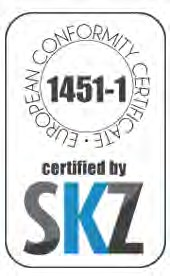 EUROPEAN CONFORMITY CERTIFICATE •
1451-1
certified by
SKZ